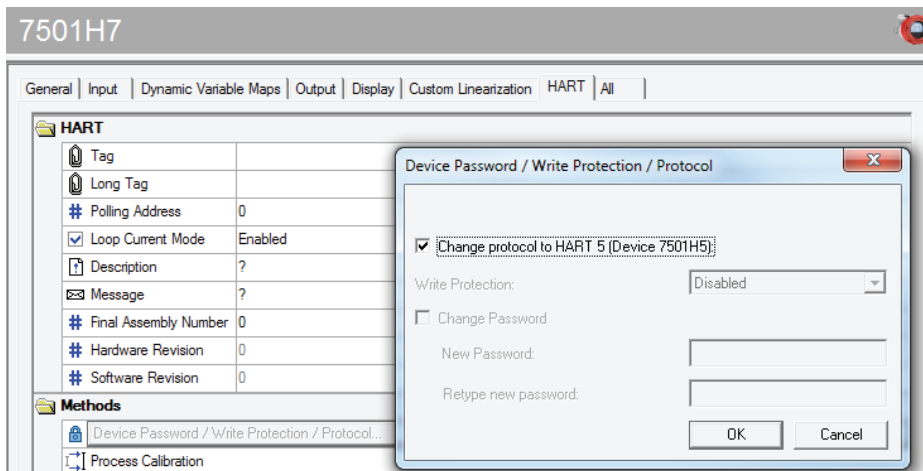 7501H7
General Input Dynamic Variable Maps Output Display Custom Linearization HART All
HART
Tag
Long Tag
Polling Address 0
Loop Current Mode Enabled
Description ?
Message ?
Final Assembly Number 0
Hardware Revision 0
Software Revision 0
Methods
Device Password / Write Protection / Protocol...
Process Calibration
Device Password / Write Protection / Protocol
Change protocol to HART 5 (Device 7501H5)
Write Protection: Disabled
Change Password
New Password:
Retype new password:
OK Cancel